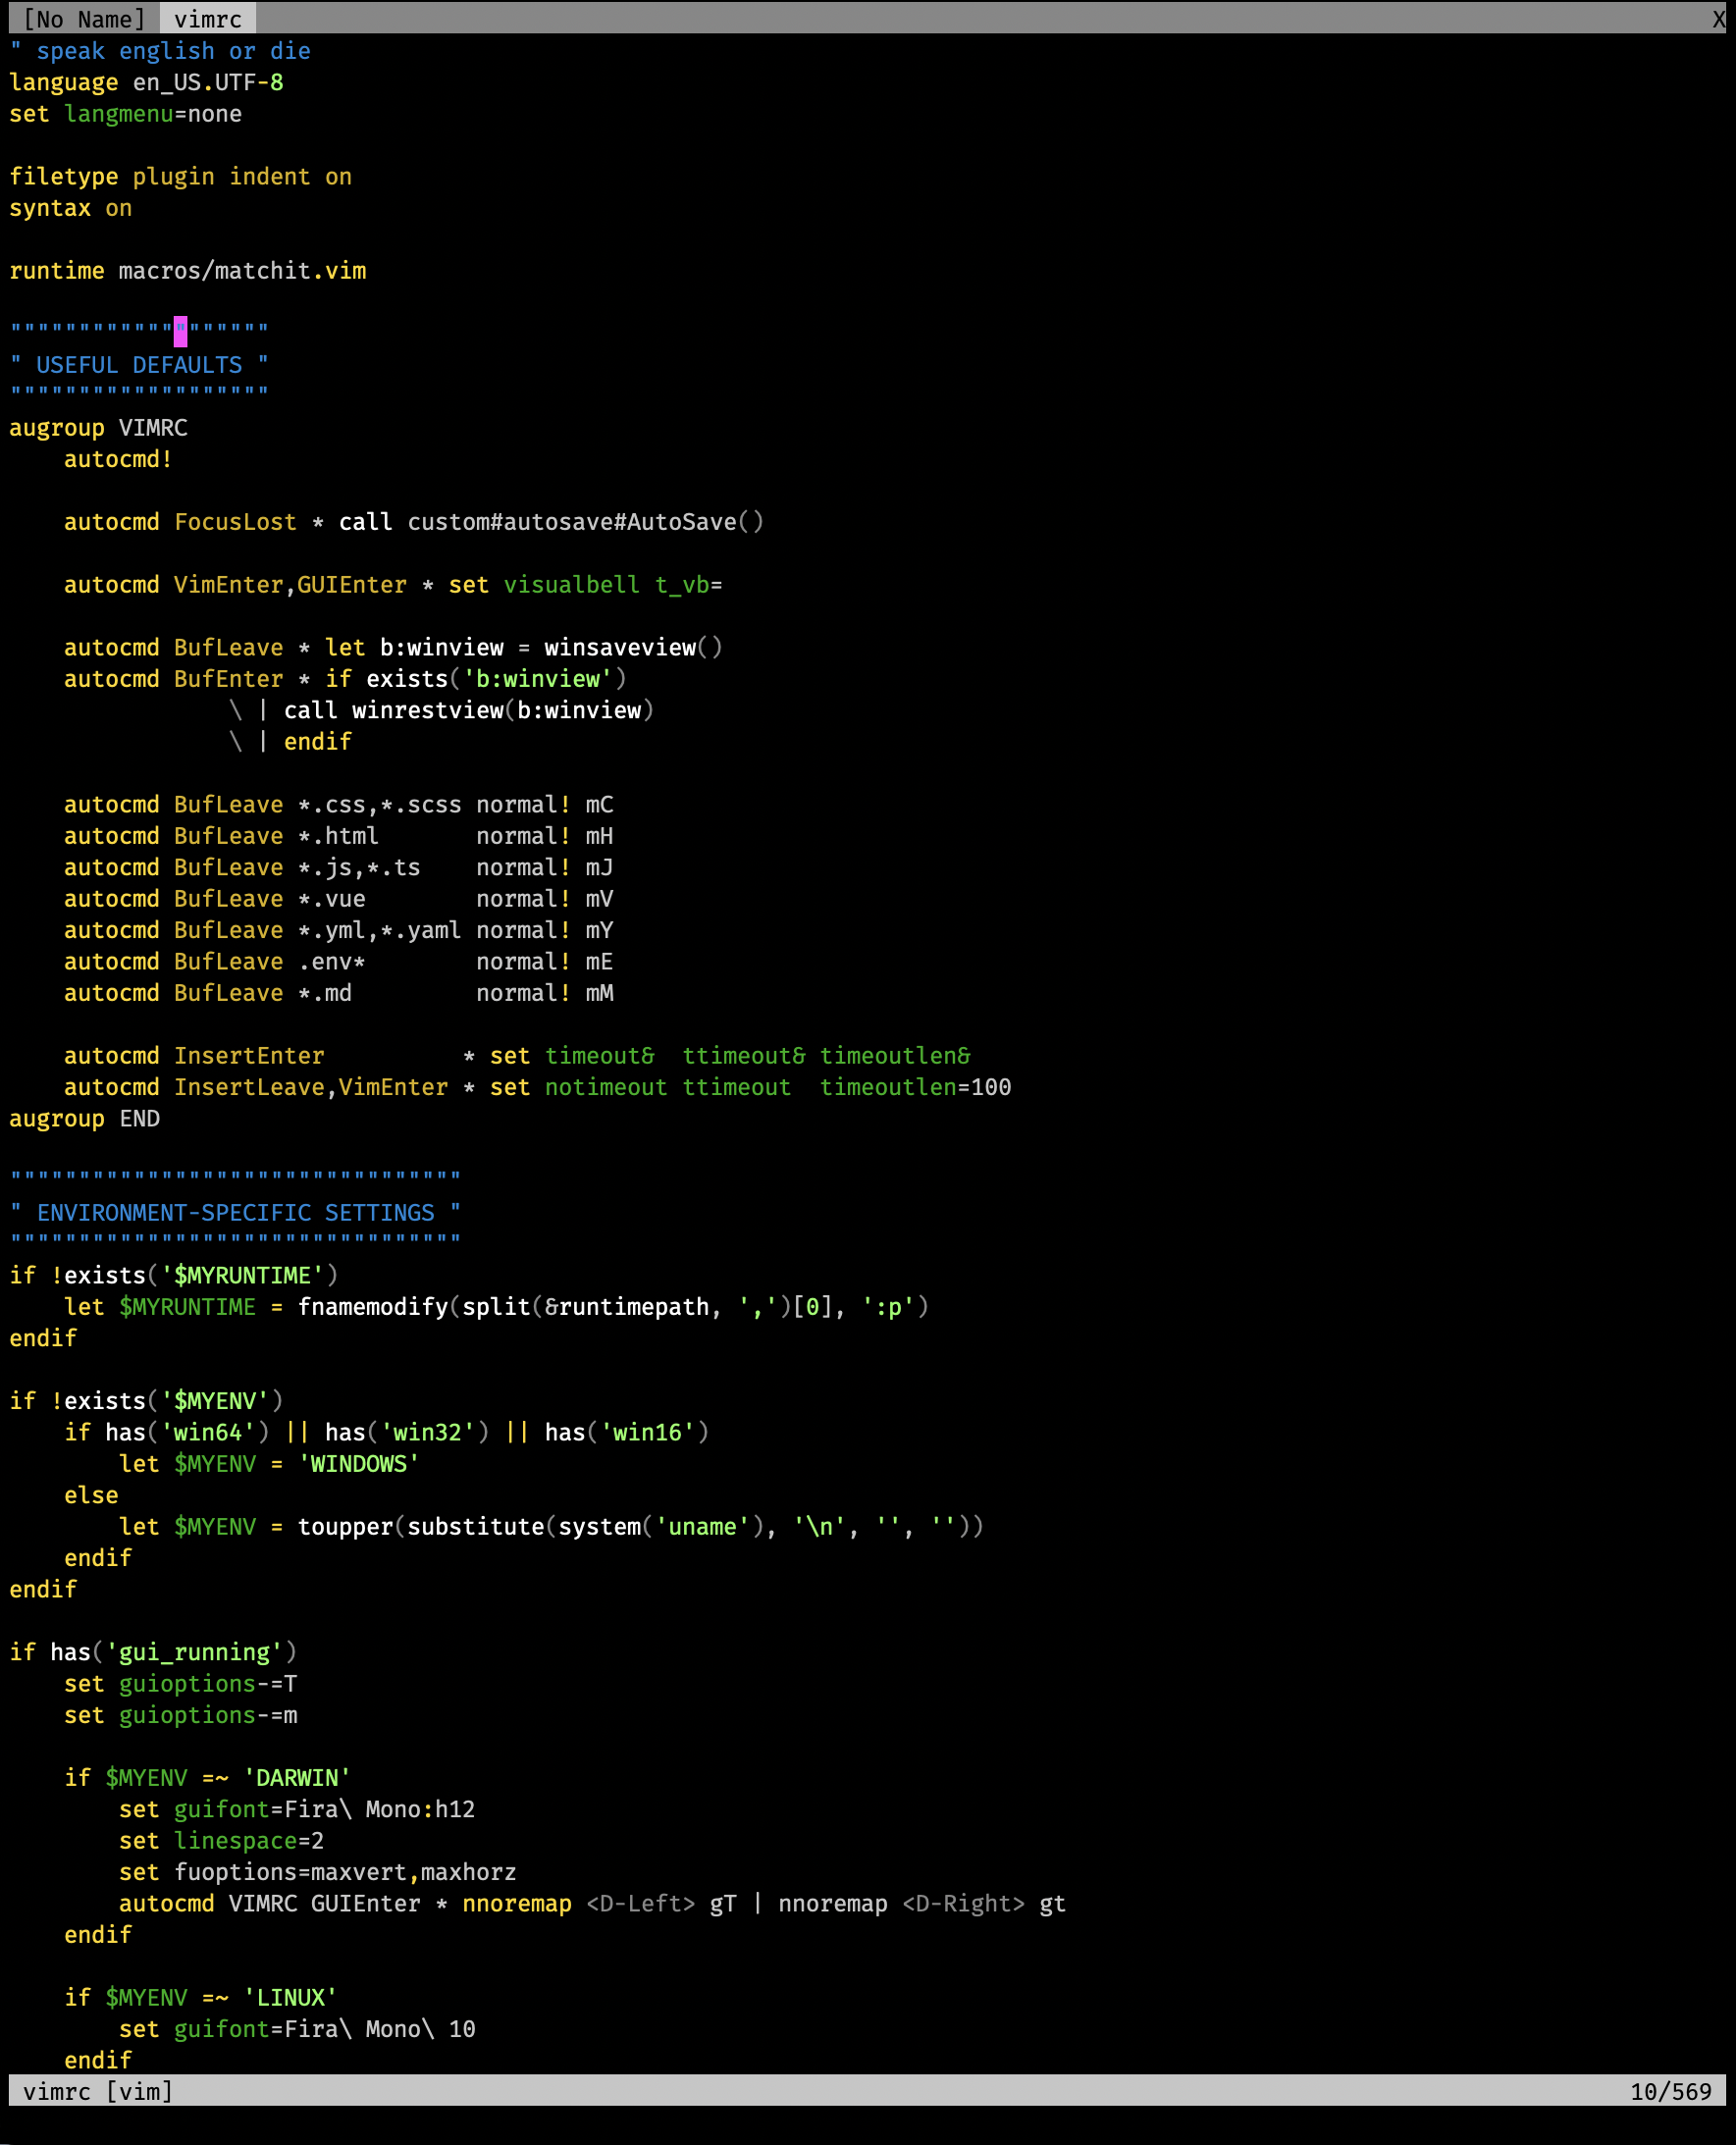 [No Name]  vimrc  X
" speak english or die
language en_US.UTF-8
set langmenu=none

filetype plugin indent on
syntax on

runtime macros/matchit.vim

"""""""""""""""""""
" USEFUL DEFAULTS "
"""""""""""""""""""
augroup VIMRC
    autocmd!

    autocmd FocusLost * call custom#autosave#AutoSave()

    autocmd VimEnter,GUIEnter * set visualbell t_vb=

    autocmd BufLeave * let b:winview = winsaveview()
    autocmd BufEnter * if exists('b:winview')
                \ | call winrestview(b:winview)
                \ | endif

    autocmd BufLeave *.css,*.scss normal! mC
    autocmd BufLeave *.html       normal! mH
    autocmd BufLeave *.js,*.ts    normal! mJ
    autocmd BufLeave *.vue        normal! mV
    autocmd BufLeave *.yml,*.yaml normal! mY
    autocmd BufLeave .env*        normal! mE
    autocmd BufLeave *.md         normal! mM

    autocmd InsertEnter          * set timeout&  ttimeout& timeoutlen&
    autocmd InsertLeave,VimEnter * set notimeout ttimeout  timeoutlen=100
augroup END

"""""""""""""""""""""""""""""""""
" ENVIRONMENT-SPECIFIC SETTINGS "
"""""""""""""""""""""""""""""""""
if !exists('$MYRUNTIME')
    let $MYRUNTIME = fnamemodify(split(&runtimepath, ',')[0], ':p')
endif

if !exists('$MYENV')
    if has('win64') || has('win32') || has('win16')
        let $MYENV = 'WINDOWS'
    else
        let $MYENV = toupper(substitute(system('uname'), '\n', '', ''))
    endif
endif

if has('gui_running')
    set guioptions-=T
    set guioptions-=m

    if $MYENV =~ 'DARWIN'
        set guifont=Fira\ Mono:h12
        set linespace=2
        set fuoptions=maxvert,maxhorz
        autocmd VIMRC GUIEnter * nnoremap <D-Left> gT | nnoremap <D-Right> gt
    endif

    if $MYENV =~ 'LINUX'
        set guifont=Fira\ Mono\ 10
    endif
vimrc [vim]  10/569